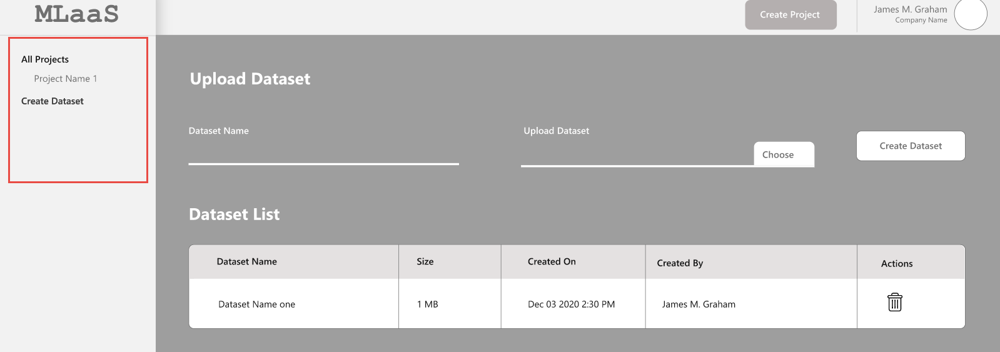 MLaaS
Create Project
James M. Graham
Company Name
All Projects
Project Name 1
Create Dataset
Upload Dataset
Dataset Name
Upload Dataset
Choose
Create Dataset
Dataset List
Dataset Name Size Created On Created By Actions
Dataset Name one 1 MB Dec 03 2020 2:30 PM James M. Graham